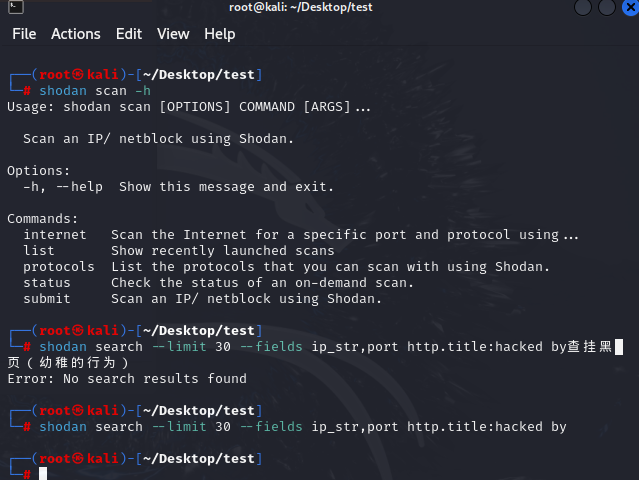 root@kali: ~/Desktop/test
File Actions Edit View Help
┌──(root㉿kali)-[~/Desktop/test]
└─# shodan scan -h
Usage: shodan scan [OPTIONS] COMMAND [ARGS]...
Scan an IP/ netblock using Shodan.
Options:
-h, --help Show this message and exit.
Commands:
internet Scan the Internet for a specific port and protocol using...
list Show recently launched scans
protocols List the protocols that you can scan with using Shodan.
status Check the status of an on-demand scan.
submit Scan an IP/ netblock using Shodan.
┌──(root㉿kali)-[~/Desktop/test]
└─# shodan search --limit 30 --fields ip_str,port http.title:hacked by查挂黑
页(幼稚的行为)
Error: No search results found
┌──(root㉿kali)-[~/Desktop/test]
└─# shodan search --limit 30 --fields ip_str,port http.title:hacked by
┌──(root㉿kali)-[~/Desktop/test]
└─#